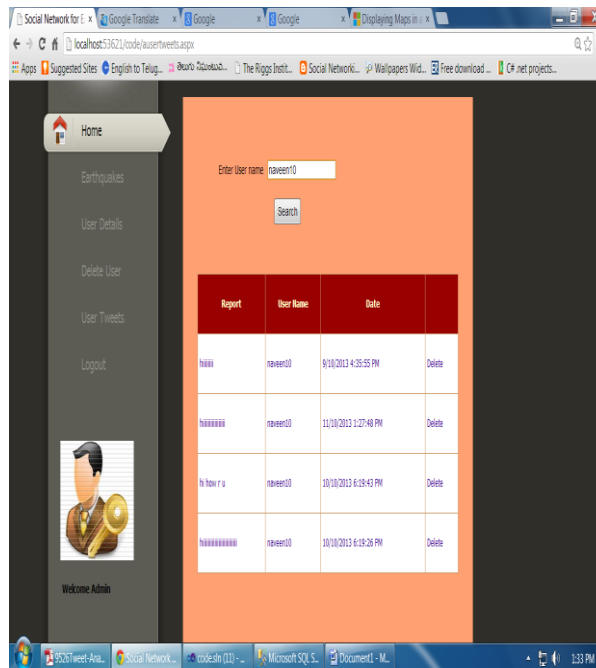 Social Network for E
Google Translate
Google
Google
Displaying Maps in a
localhost:53621/code/ausertweets.aspx
Apps
Suggested Sites
English to Telug...
The Riggs Instit...
Social Networki...
Wallpapers Wid...
Free download ...
C# .net projects...
Home
Earthquakes
User Details
Delete User
User Tweets
Logout
Welcome Admin
Enter User name naveen10
Search
Report User Name Date
naveen10 9/10/2013 4:35:55 PM Delete
naveen10 11/10/2013 1:27:48 PM Delete
hi how r u naveen10 10/10/2013 6:19:43 PM Delete
naveen10 10/10/2013 6:19:26 PM Delete
9526Tweet-Ana...
Social Network ...
code.sln (11) - ...
Microsoft SQL S...
Document1 - M...
1:33 PM